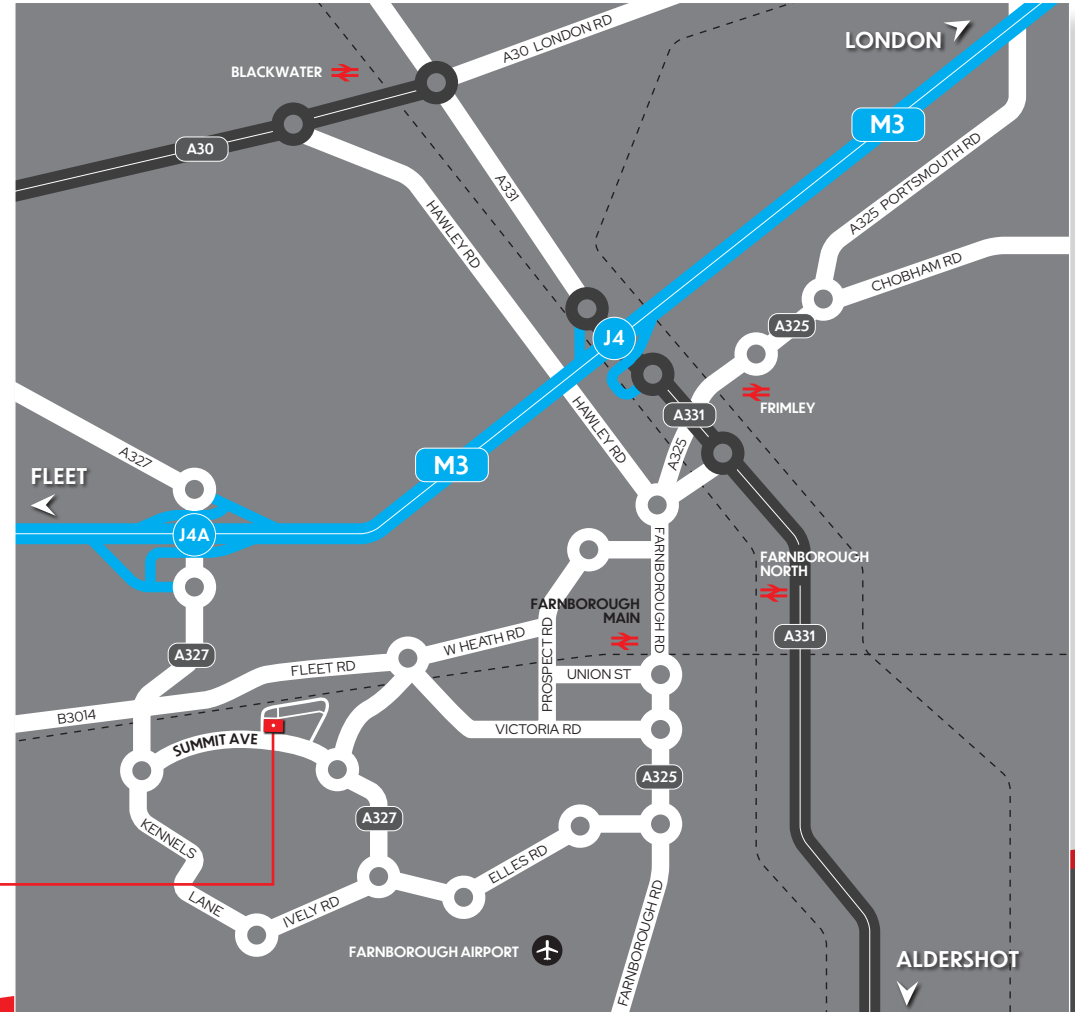 LONDON
A30 LONDON RD
BLACKWATER
M3
A30
A331
A325 PORTSMOUTH RD
HAWLEY RD
CHOBHAM RD
J4
A325
FRIMLEY
A331
HAWLEY RD
A325
A327
M3
FLEET
J4A
FARNBOROUGH RD
FARNBOROUGH
NORTH
FARNBOROUGH
MAIN
A331
A327
W HEATH RD
PROSPECT RD
FLEET RD
UNION ST
B3014
VICTORIA RD
SUMMIT AVE
A325
A327
KENNELS
LANE
ELLES RD
IVELY RD
FARNBOROUGH RD
FARNBOROUGH AIRPORT
ALDERSHOT